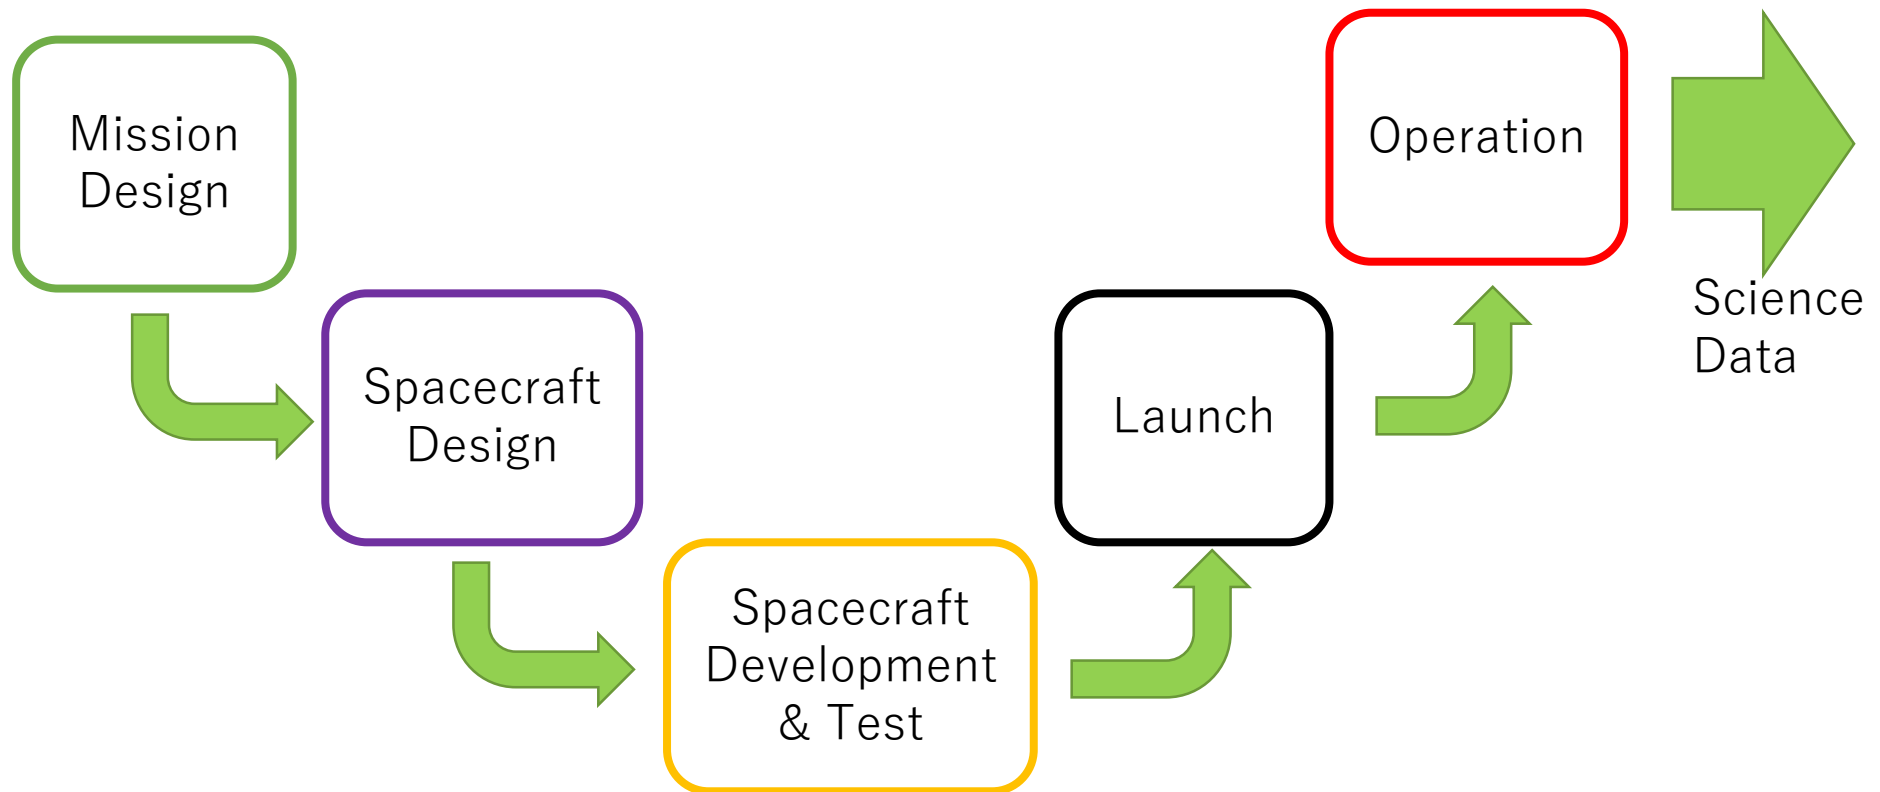 Mission
Design
Spacecraft
Design
Spacecraft
Development
& Test
Launch
Operation
Science
Data